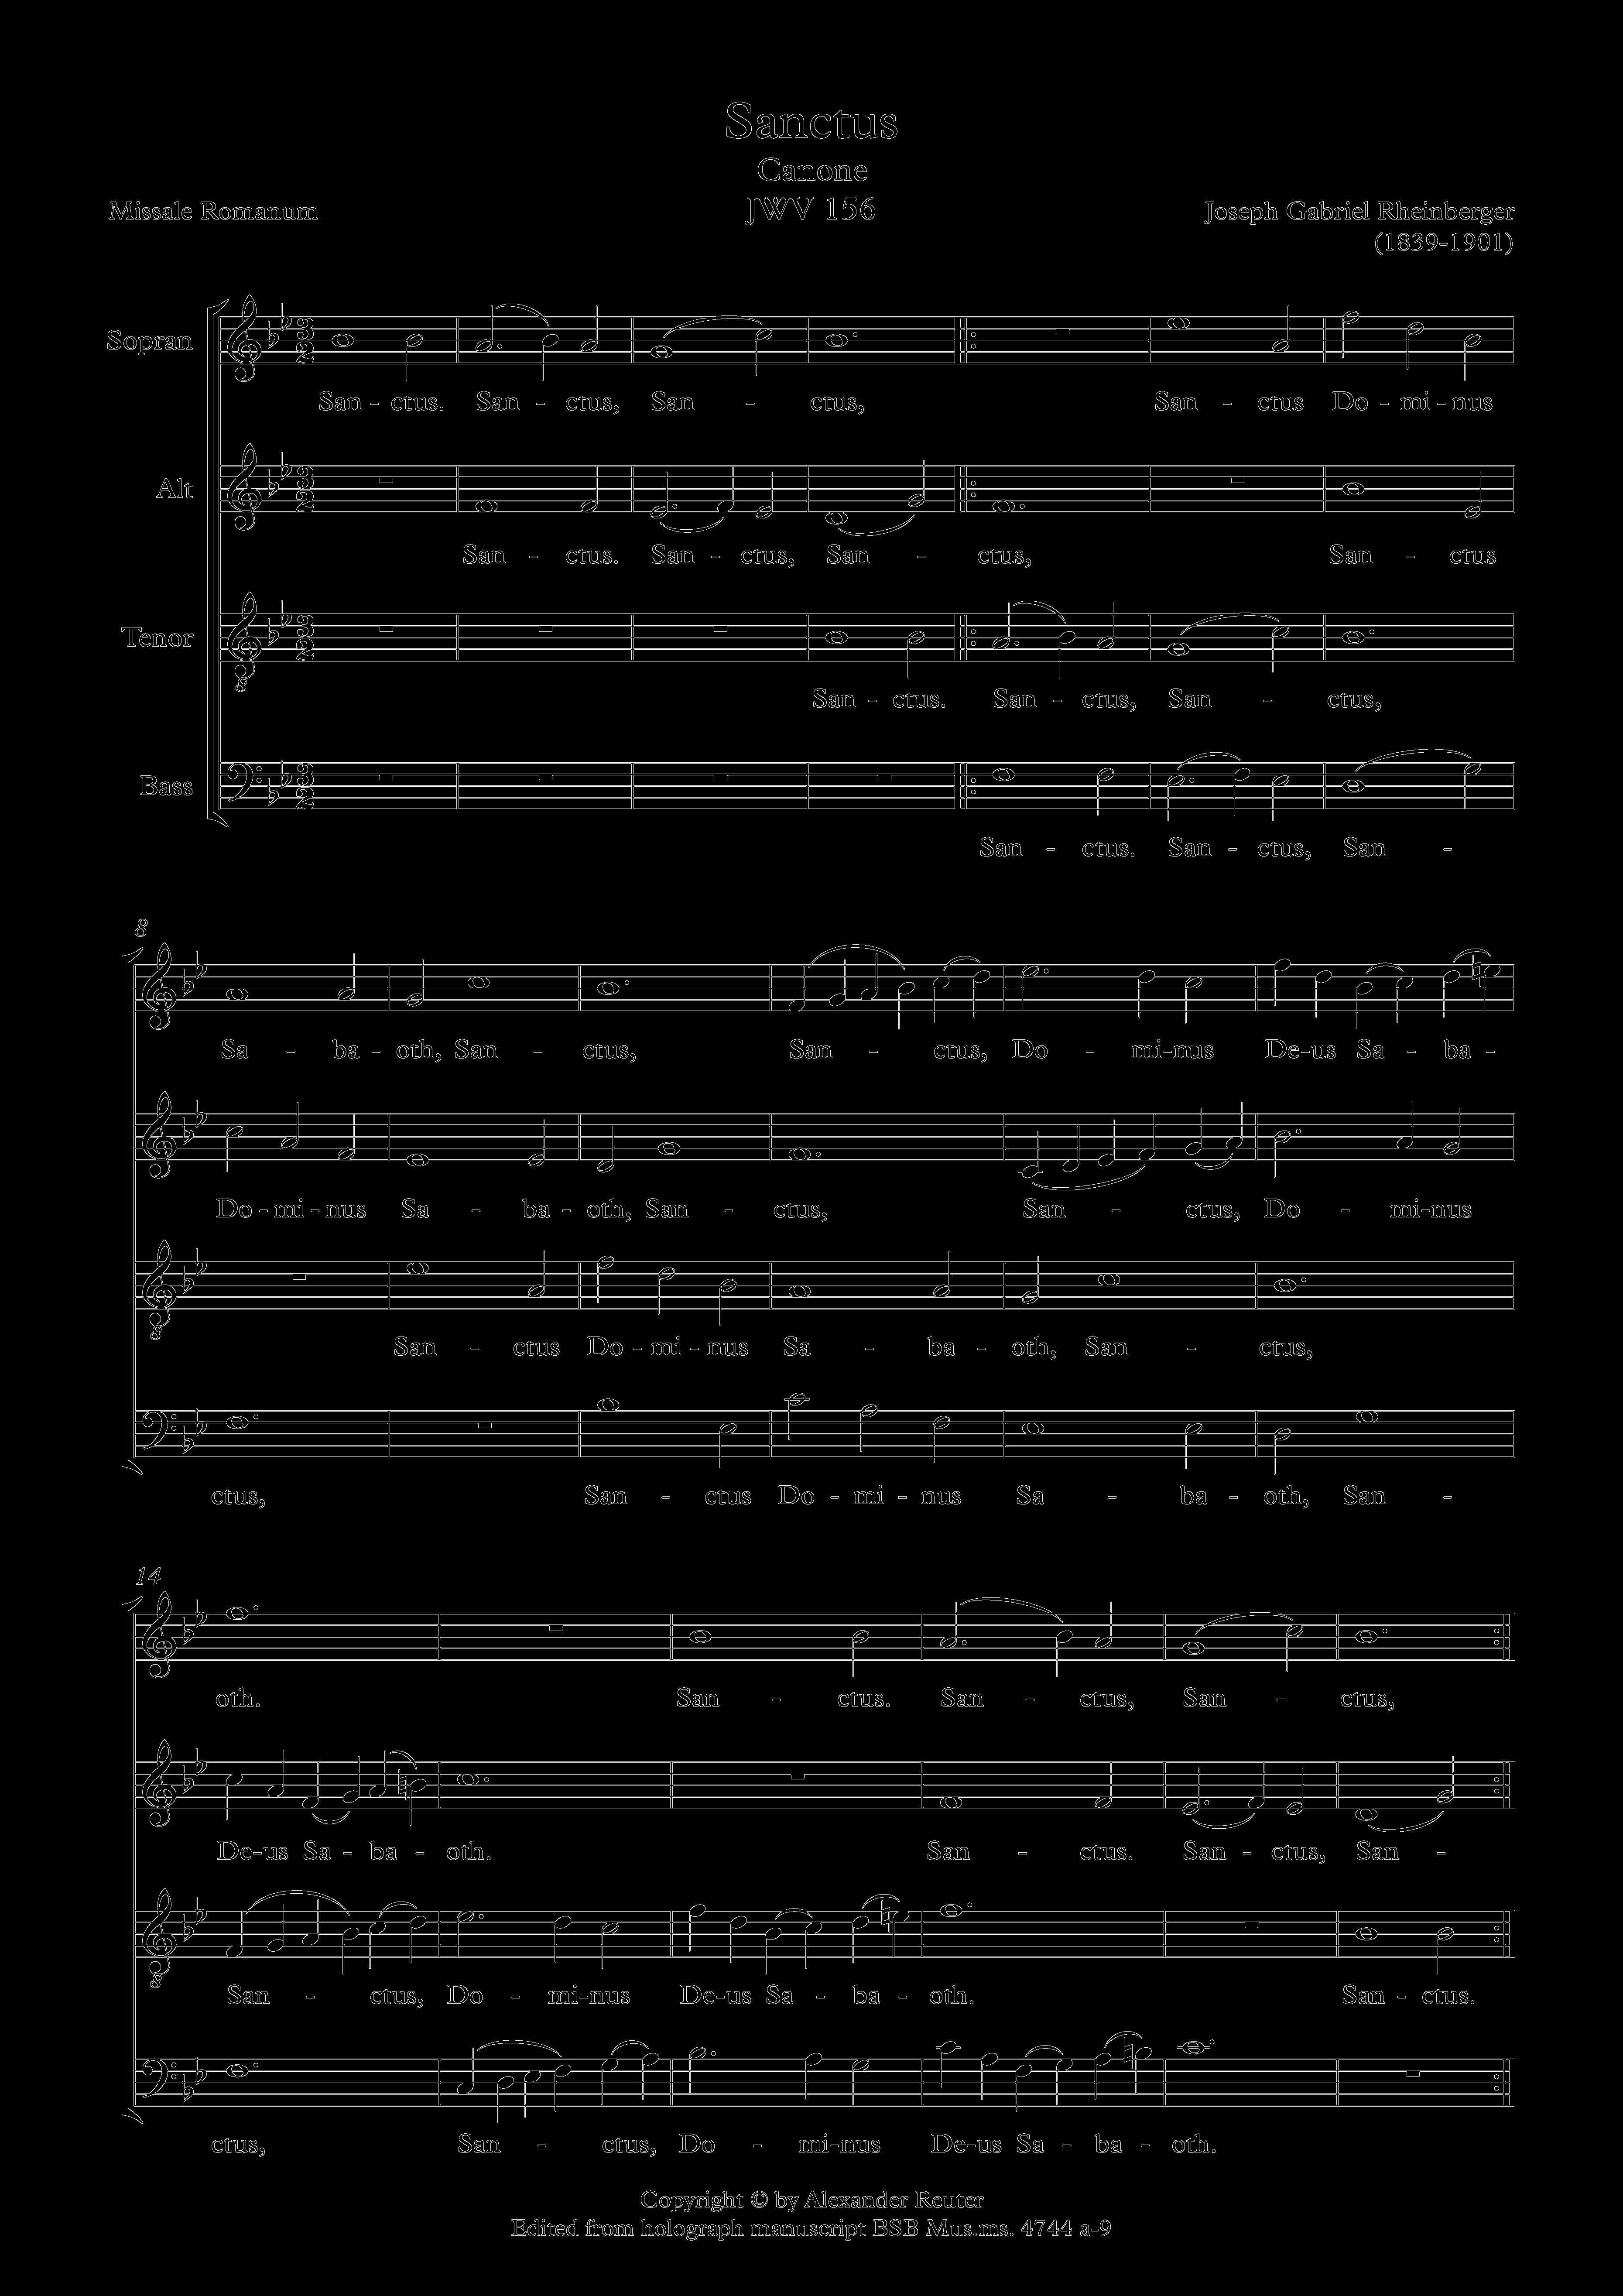 Sanctus
Canone
JWV 156
Missale Romanum
Joseph Gabriel Rheinberger
(1839-1901)
Sopran
San - ctus. San - ctus, San - ctus, San - ctus Do - mi - nus
Alt
San - ctus. San - ctus, San - ctus, San - ctus
Tenor
San - ctus. San - ctus, San - ctus,
8
Bass
San - ctus. San - ctus, San -
8
Sa - ba - oth, San - ctus, San - ctus, Do - mi-nus De-us Sa - ba -
Do - mi - nus Sa - ba - oth, San - ctus, San - ctus, Do - mi-nus
8
San - ctus Do - mi - nus Sa - ba - oth, San - ctus,
ctus, San - ctus Do - mi - nus Sa - ba - oth, San -
14
oth. San - ctus. San - ctus, San - ctus,
De-us Sa - ba - oth. San - ctus. San - ctus, San -
8
San - ctus, Do - mi-nus De-us Sa - ba - oth. San - ctus.
ctus, San - ctus, Do - mi-nus De-us Sa - ba - oth.
Copyright © by Alexander Reuter
Edited from holograph manuscript BSB Mus.ms. 4744 a-9